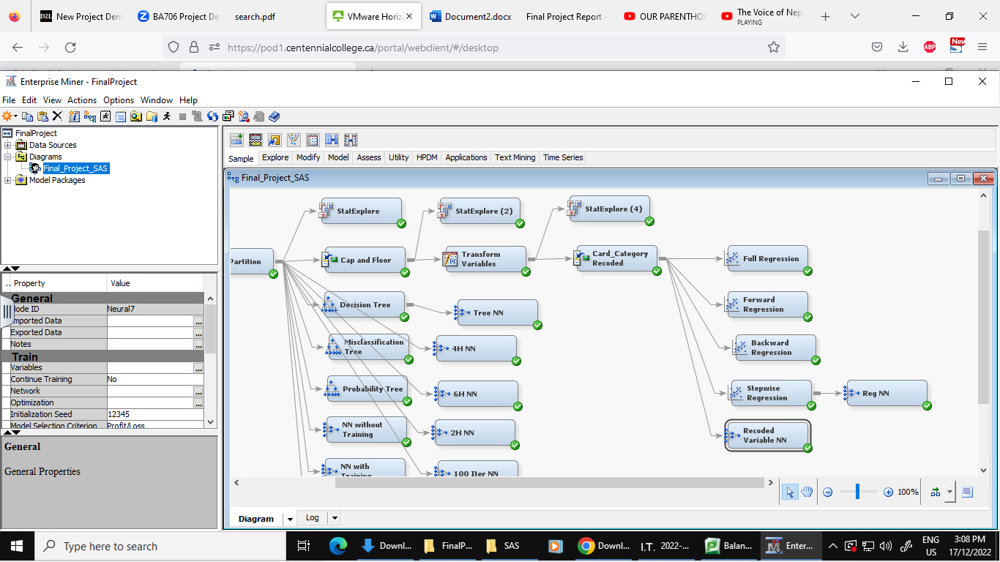 New Project Dem
BA706 Project De
search.pdf
VMware Horizo
Document2.docx
Final Project Report -
OUR PARENTHO
The Voice of Nep
PLAYING
https://pod1.centennialcollege.ca/portal/webclient/#/desktop
ABP
New
Enterprise Miner - FinalProject
File Edit View Actions Options Window Help
FinalProject
Data Sources
Diagrams
Final_Project_SAS
Model Packages
Sample Explore Modify Model Assess Utility HPDM Applications Text Mining Time Series
Final_Project_SAS
StatExplore
StatExplore (2)
StatExplore (4)
Partition
Cap and Floor
Transform
Variables
Card_Category
Recoded
Full Regression
Decision Tree
Tree NN
Forward
Regression
Misclassification
Tree
4H NN
Backward
Regression
Probability Tree
6H NN
Stepwise
Regression
Reg NN
NN without
Training
2H NN
Recoded
Variable NN
NN with
Training
100 Iter NN
.. Property Value
General
Node ID Neural7
Imported Data ...
Exported Data ...
Notes ...
Train
Variables ...
Continue Training No
Network ...
Optimization ...
Initialization Seed 12345
Model Selection Criterion Profit/Loss
General
General Properties
100%
Diagram
Log
Type here to search
Downl...
FinalP...
SAS
Downl...
I.T. 2022-...
Balan...
Enter...
ENG
US
3:08 PM
17/12/2022